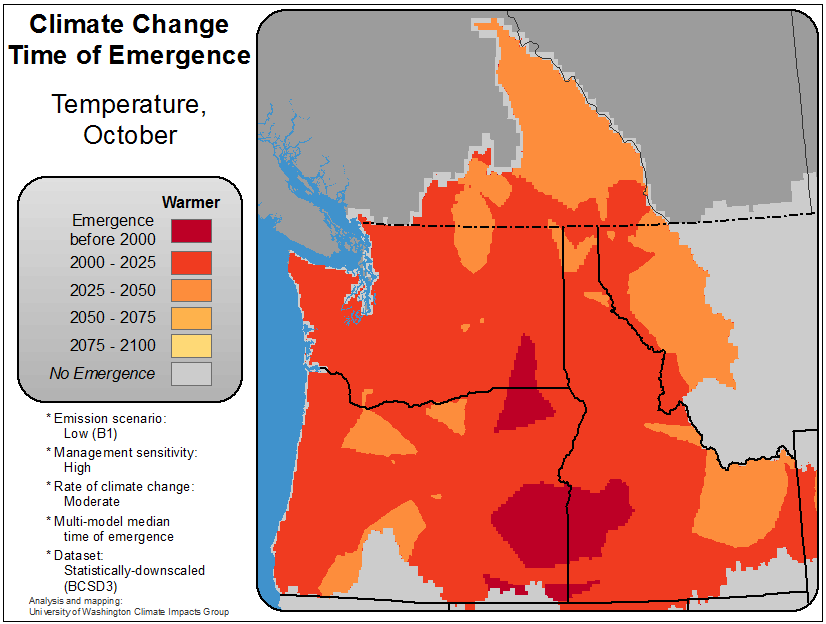 Climate Change
Time of Emergence
Temperature,
October
Warmer
Emergence
before 2000
2000 - 2025
2025 - 2050
2050 - 2075
2075 - 2100
No Emergence
* Emission scenario:
Low (B1)
* Management sensitivity:
High
* Rate of climate change:
Moderate
* Multi-model median
time of emergence
* Dataset:
Statistically-downscaled
(BCSD3)
Analysis and mapping:
University of Washington Climate Impacts Group